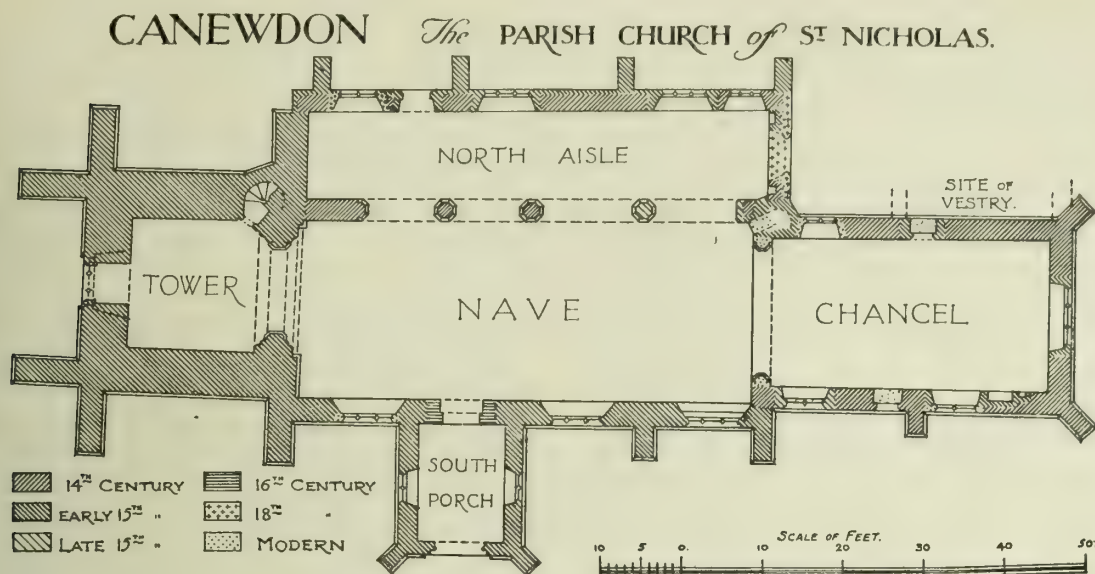 CANEWDON The PARISH CHURCH of ST NICHOLAS.
NORTH AISLE
SITE OF
VESTRY.
TOWER
NAVE
CHANCEL
SOUTH
PORCH
14TH CENTURY
EARLY 15TH "
LATE 15TH "
16TH CENTURY
18TH "
MODERN
SCALE OF FEET.
10 5 0. 10 20 30 40 50